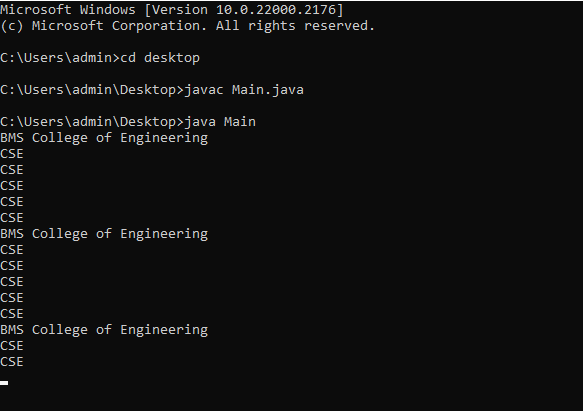 Microsoft Windows [Version 10.0.22000.2176]
(c) Microsoft Corporation. All rights reserved.
C:\Users\admin>cd desktop
C:\Users\admin\Desktop>javac Main.java
C:\Users\admin\Desktop>java Main
BMS College of Engineering
CSE
CSE
CSE
CSE
CSE
BMS College of Engineering
CSE
CSE
CSE
CSE
CSE
BMS College of Engineering
CSE
CSE